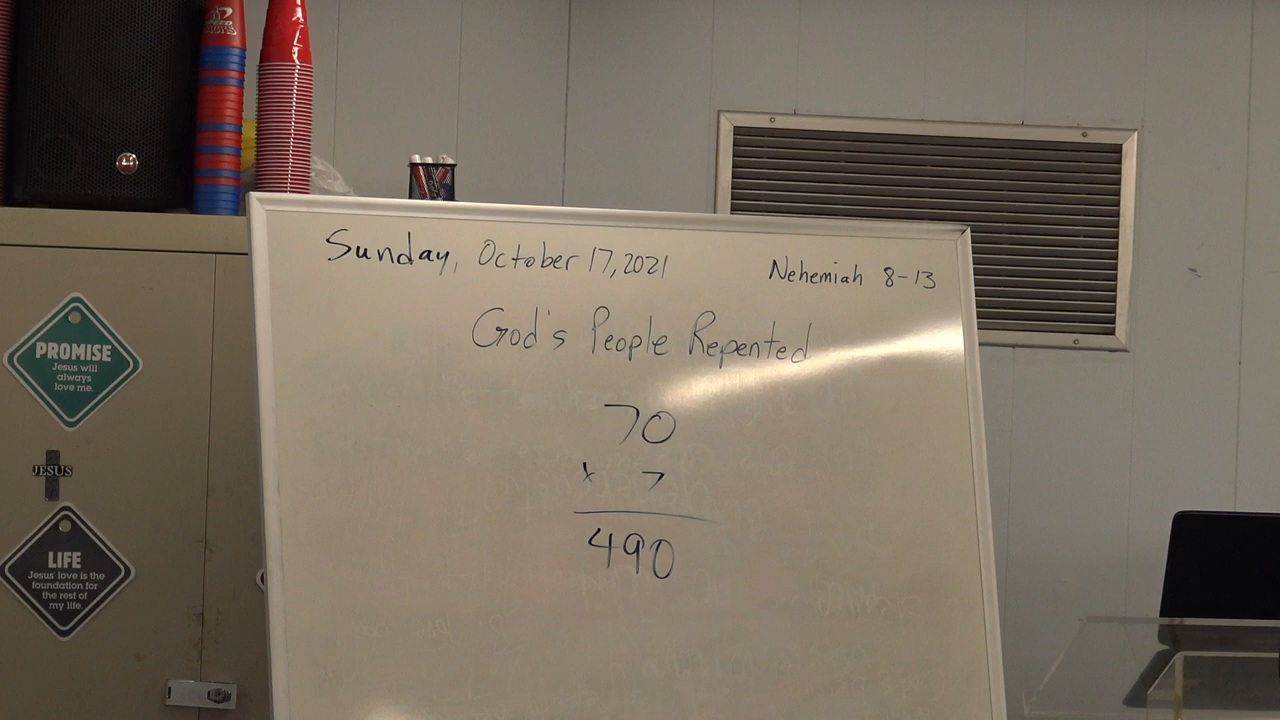 Sunday, October 17, 2021
Nehemiah 8-13
God's People Repented
70
x 7
490
PROMISE
Jesus will
always
love me.
JESUS
LIFE
Jesus' love is the
foundation for
the rest of
my life.